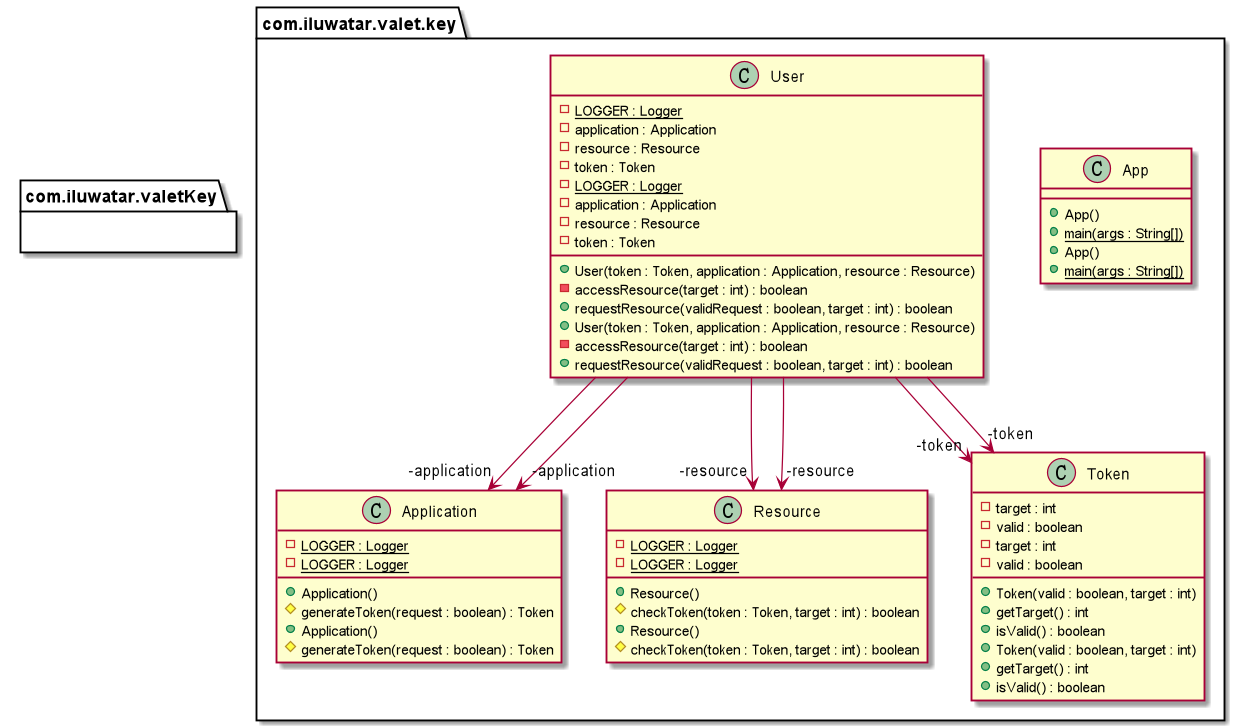 com.iluwatar.valet.key
com.iluwatar.valetKey
C User
LOGGER : Logger
application : Application
resource : Resource
token : Token
LOGGER : Logger
application : Application
resource : Resource
token : Token
User(token : Token, application : Application, resource : Resource)
accessResource(target : int) : boolean
requestResource(validRequest : boolean, target : int) : boolean
User(token : Token, application : Application, resource : Resource)
accessResource(target : int) : boolean
requestResource(validRequest : boolean, target : int) : boolean
C App
App()
main(args : String[])
App()
main(args : String[])
-application
-application
-resource
-resource
-token
-token
C Application
LOGGER : Logger
LOGGER : Logger
Application()
generateToken(request : boolean) : Token
Application()
generateToken(request : boolean) : Token
C Resource
LOGGER : Logger
LOGGER : Logger
Resource()
checkToken(token : Token, target : int) : boolean
Resource()
checkToken(token : Token, target : int) : boolean
C Token
target : int
valid : boolean
target : int
valid : boolean
Token(valid : boolean, target : int)
getTarget() : int
isValid() : boolean
Token(valid : boolean, target : int)
getTarget() : int
isValid() : boolean